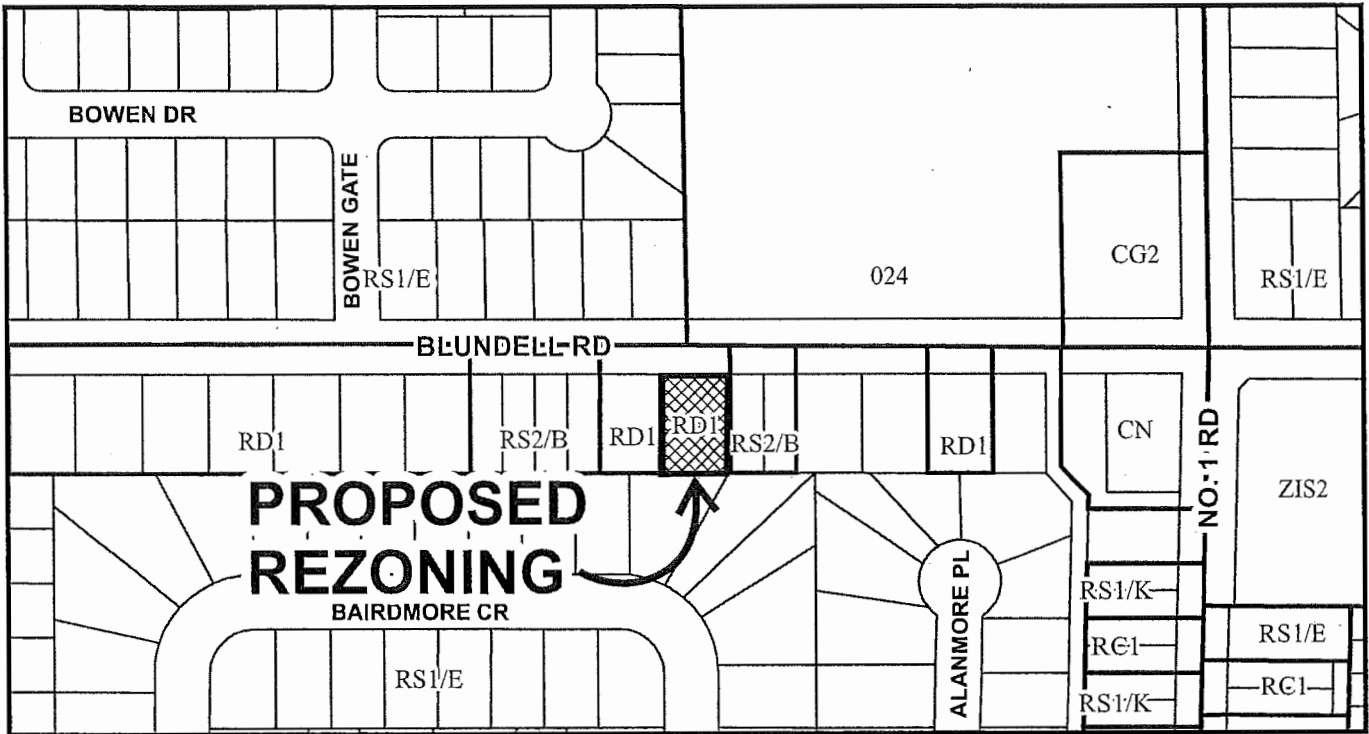 BOWEN DR
BOWEN GATE
RS1/E
024
CG2
RS1/E
BLUNDELL RD
RD1
RS2/B
RD1
RD1
RS2/B
RD1
CN
NO. 1 RD
ZIS2
PROPOSED
REZONING
BAIRDMORE CR
RS1/E
ALANMORE PL
RS1/K
RC1
RS1/K
RS1/E
RC1